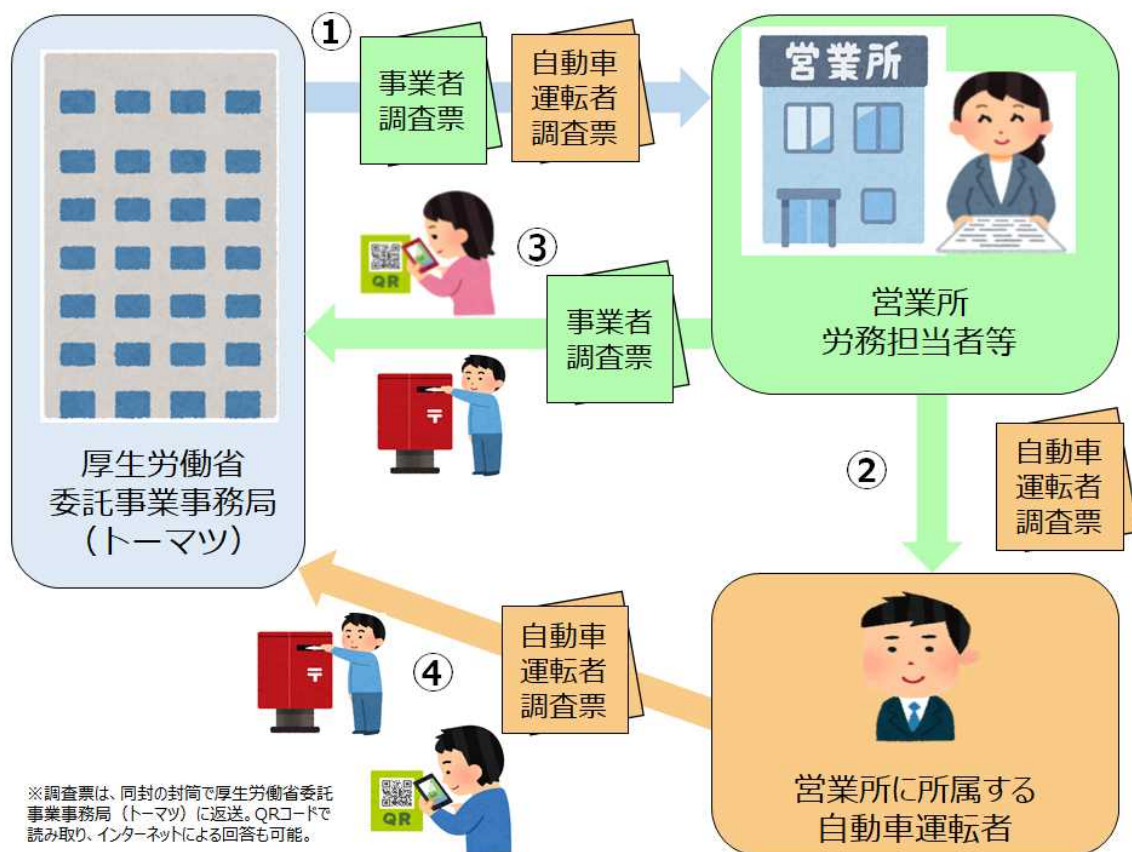 ①
事業者
調査票
自動車
運転者
調査票
営業所
営業所
労務担当者等
QR
③
事業者
調査票
〒
厚生労働省
委託事業事務局
（トーマツ）
②
自動車
運転者
調査票
〒
④
自動車
運転者
調査票
QR
営業所に所属する
自動車運転者
※調査票は、同封の封筒で厚生労働省委託
事業事務局（トーマツ）に返送。QRコードで
読み取り、インターネットによる回答も可能。